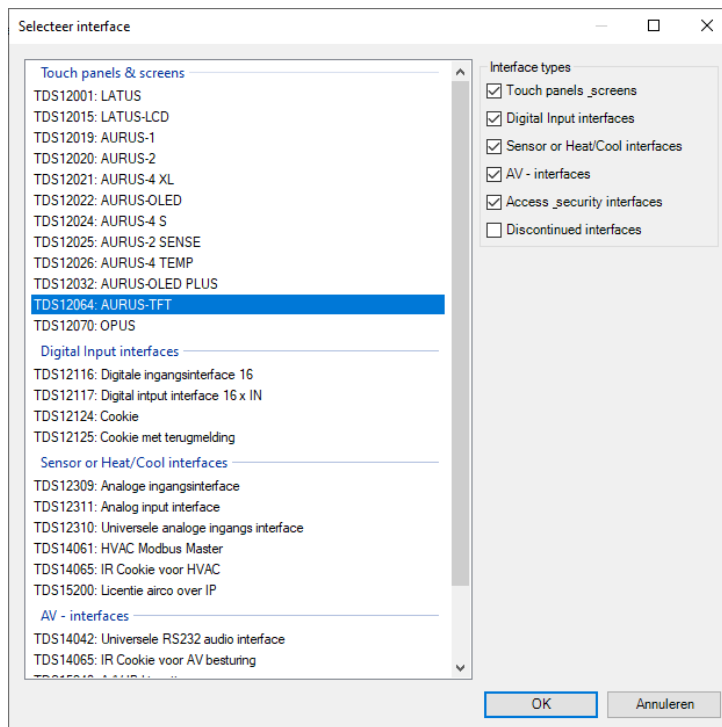 Selecteer interface
Touch panels & screens
TDS12001: LATUS
TDS12015: LATUS-LCD
TDS12019: AURUS-1
TDS12020: AURUS-2
TDS12021: AURUS-4 XL
TDS12022: AURUS-OLED
TDS12024: AURUS-4 S
TDS12025: AURUS-2 SENSE
TDS12026: AURUS-4 TEMP
TDS12032: AURUS-OLED PLUS
TDS12064: AURUS-TFT
TDS12070: OPUS
Digital Input interfaces
TDS12116: Digitale ingangsinterface 16
TDS12117: Digital intput interface 16 x IN
TDS12124: Cookie
TDS12125: Cookie met terugmelding
Sensor or Heat/Cool interfaces
TDS12309: Analoge ingangsinterface
TDS12311: Analog input interface
TDS12310: Universele analoge ingangs interface
TDS14061: HVAC Modbus Master
TDS14065: IR Cookie voor HVAC
TDS15200: Licentie airco over IP
AV - interfaces
TDS14042: Universele RS232 audio interface
TDS14065: IR Cookie voor AV besturing
Interface types
Touch panels _screens
Digital Input interfaces
Sensor or Heat/Cool interfaces
AV - interfaces
Access _security interfaces
Discontinued interfaces
OK
Annuleren